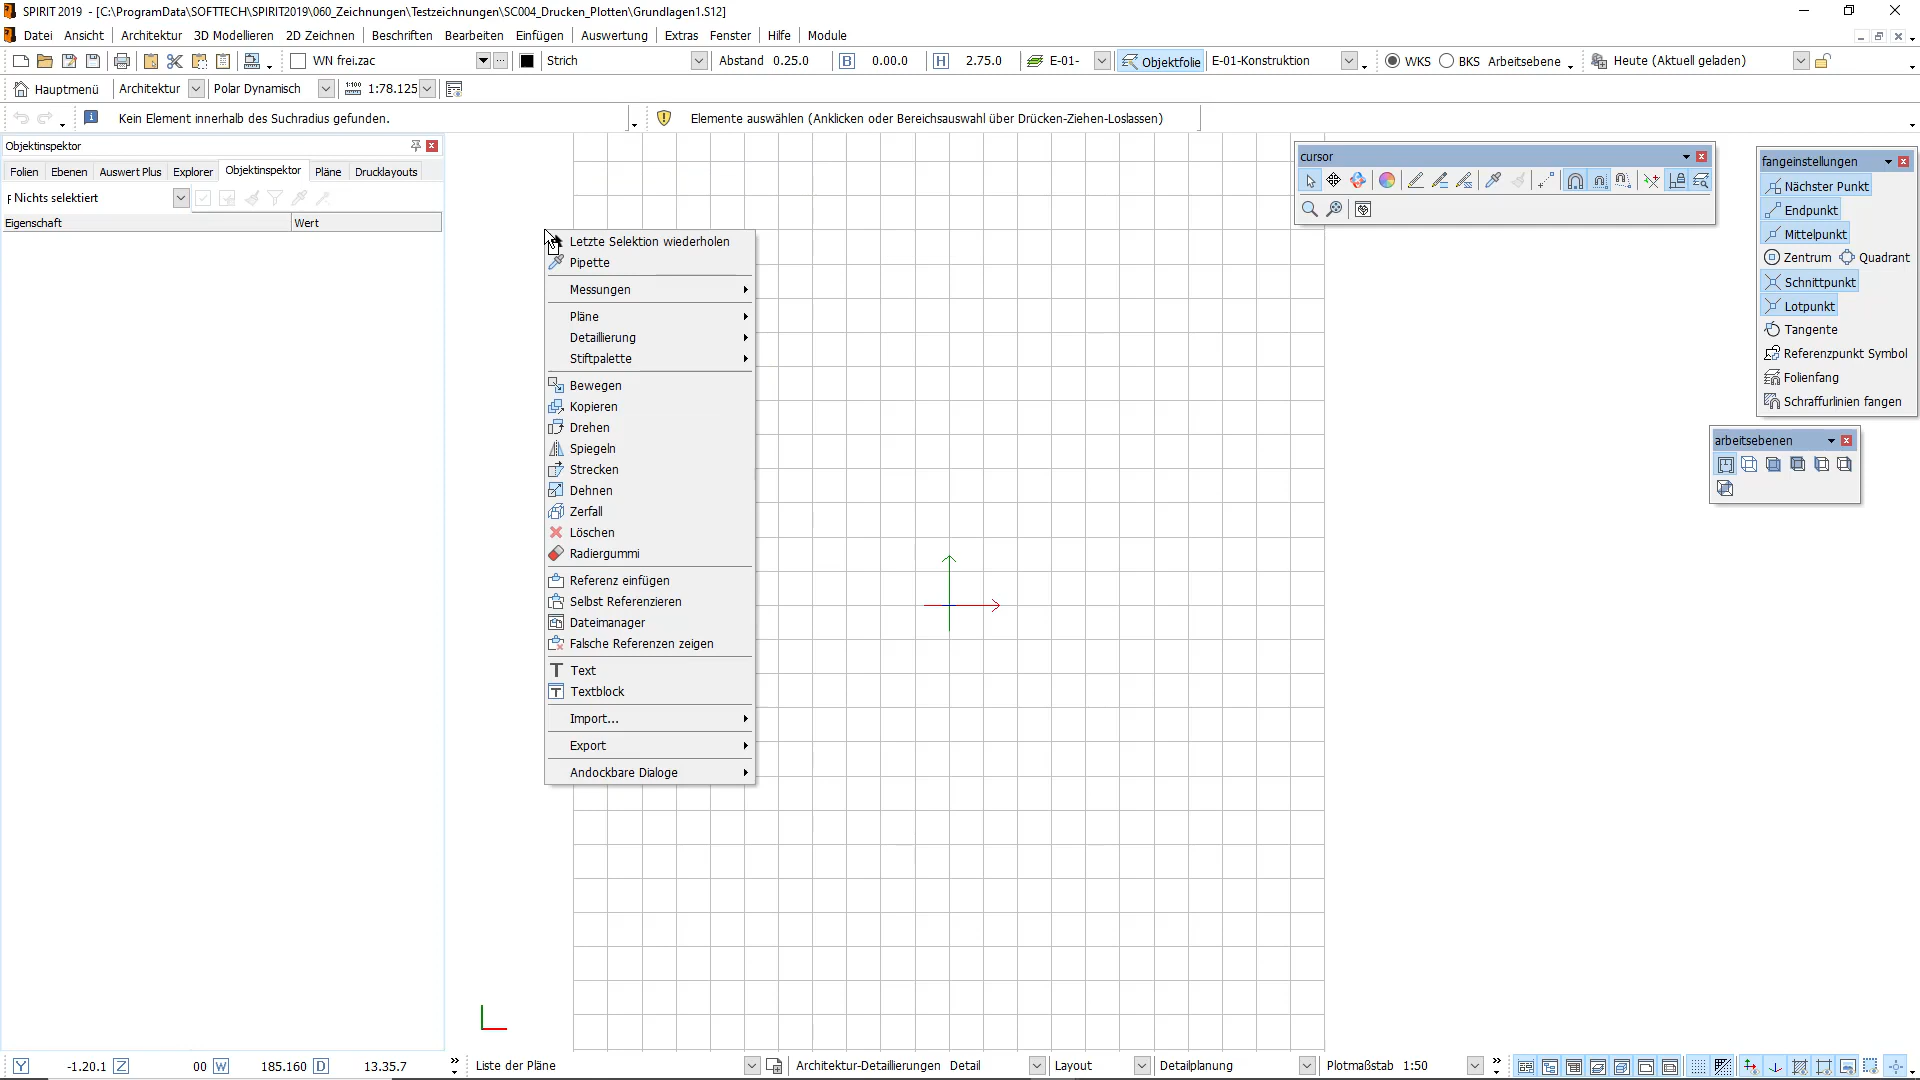 SPIRIT 2019 - [C:\ProgramData\SOFTTECH\SPIRIT2019\060_Zeichnungen\Testzeichnungen\SC004_Drucken_Plotten\Grundlagen1.S12]
Datei Ansicht Architektur 3D Modellieren 2D Zeichnen Beschriften Bearbeiten Einfügen Auswertung Extras Fenster Hilfe Module
WN frei.zac Strich Abstand 0.25.0 B 0.00.0 H 2.75.0 E-01- Objektfolie E-01-Konstruktion WKS BKS Arbeitsebene Heute (Aktuell geladen)
Hauptmenü Architektur Polar Dynamisch 1:100 1:78.125
Kein Element innerhalb des Suchradius gefunden. Elemente auswählen (Anklicken oder Bereichsauswahl über Drücken-Ziehen-Loslassen)
Objektinspektor
Folien Ebenen Auswert Plus Explorer Objektinspektor Pläne Drucklayouts
Nichts selektiert
Eigenschaft Wert
Letzte Selektion wiederholen
Pipette
Messungen
Pläne
Detaillierung
Stiftpalette
Bewegen
Kopieren
Drehen
Spiegeln
Strecken
Dehnen
Zerfall
Löschen
Radiergummi
Referenz einfügen
Selbst Referenzieren
Dateimanager
Falsche Referenzen zeigen
Text
Textblock
Import...
Export
Andockbare Dialoge
cursor
fangeinstellungen
Nächster Punkt
Endpunkt
Mittelpunkt
Zentrum Quadrant
Schnittpunkt
Lotpunkt
Tangente
Referenzpunkt Symbol
Folienfang
Schraffurlinien fangen
arbeitsebenen
Y -1.20.1 Z 00 W 185.160 D 13.35.7 Liste der Pläne Architektur-Detaillierungen Detail Layout Detailplanung Plotmaßstab 1:50